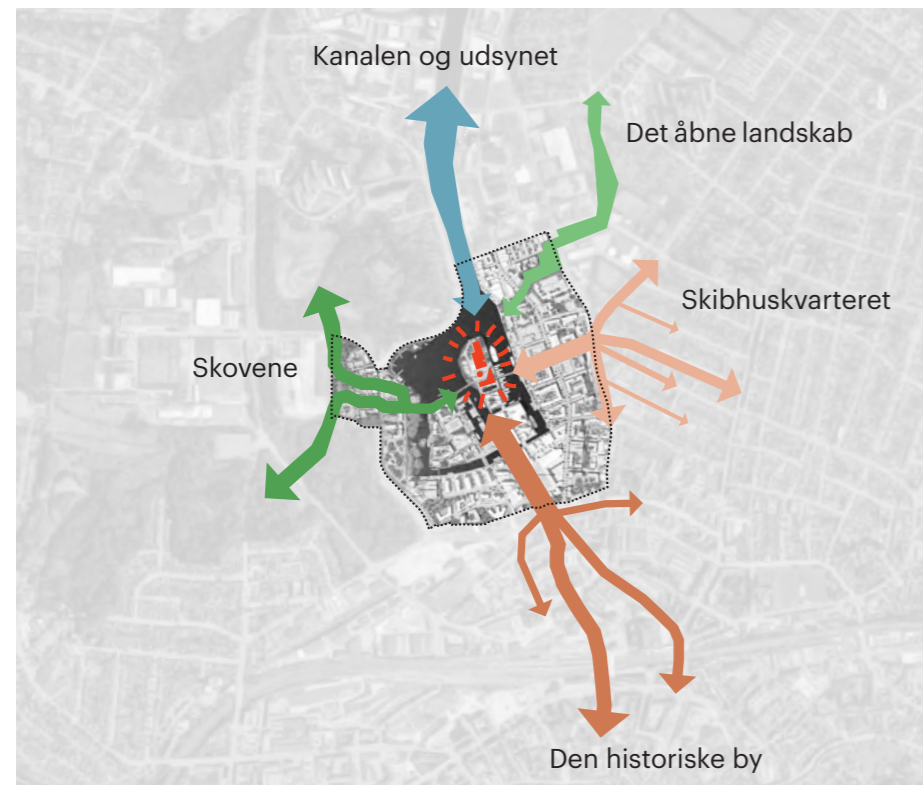 Kanalen og udsynet
Det åbne landskab
Skibhuskvarteret
Skovene
Den historiske by